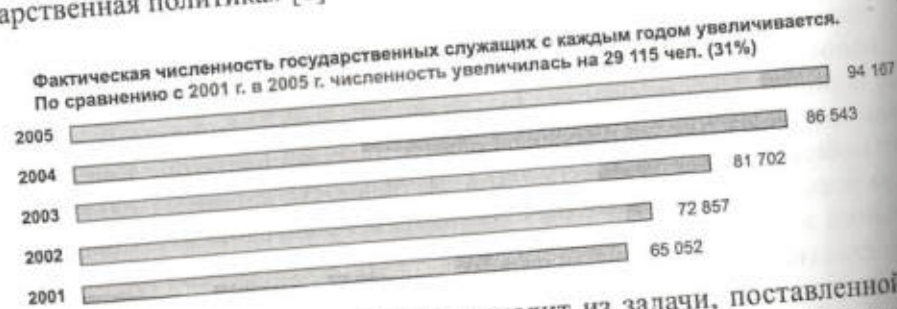 арственная политика
Фактическая численность государственных служащих с каждым годом увеличивается.
По сравнению с 2001 г. в 2005 г. численность увеличилась на 29 115 чел. (31%)
2005 94 167
2004 86 543
2003 81 702
2002 72 857
2001 65 052
из задачи, поставленной